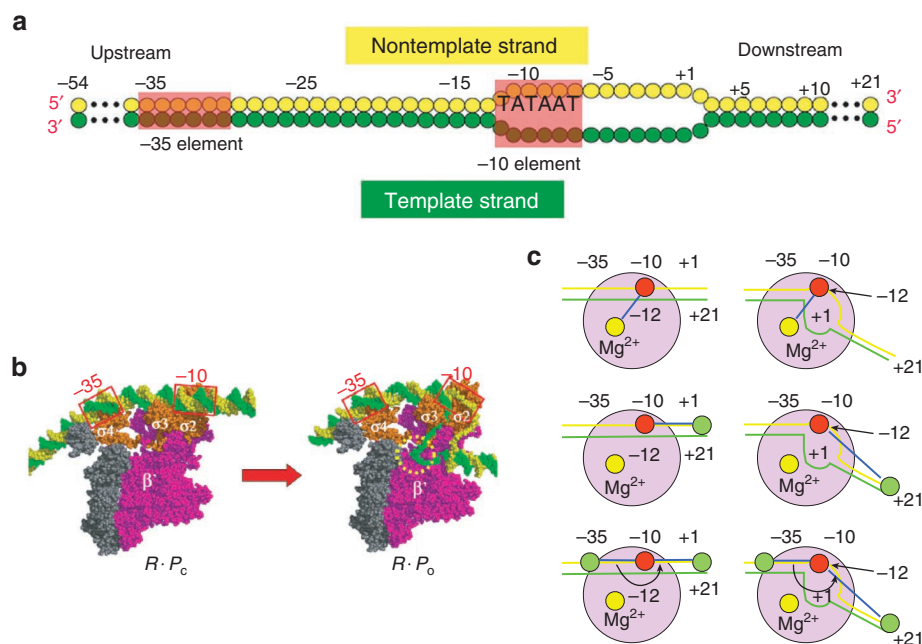 a
Upstream
Nontemplate strand
Downstream
–54 –35 –25 –15 –10 –5 +1 +5 +10 +21
5′ TATAAT 3′
3′ 5′
–35 element
–10 element
Template strand
b
–35 –10
σ4 σ3 σ2
β′
R · Pc
–35 –10
σ4 σ3 σ2
β′
R · Po
c
–35 –10 +1
–12
+21
Mg2+
–35 –10
–12
+1
Mg2+
+21
–35 –10 +1
–12
+21
Mg2+
–35 –10
–12
+1
Mg2+
+21
–35 –10 +1
–12
+21
Mg2+
–35 –10
–12
+1
Mg2+
+21